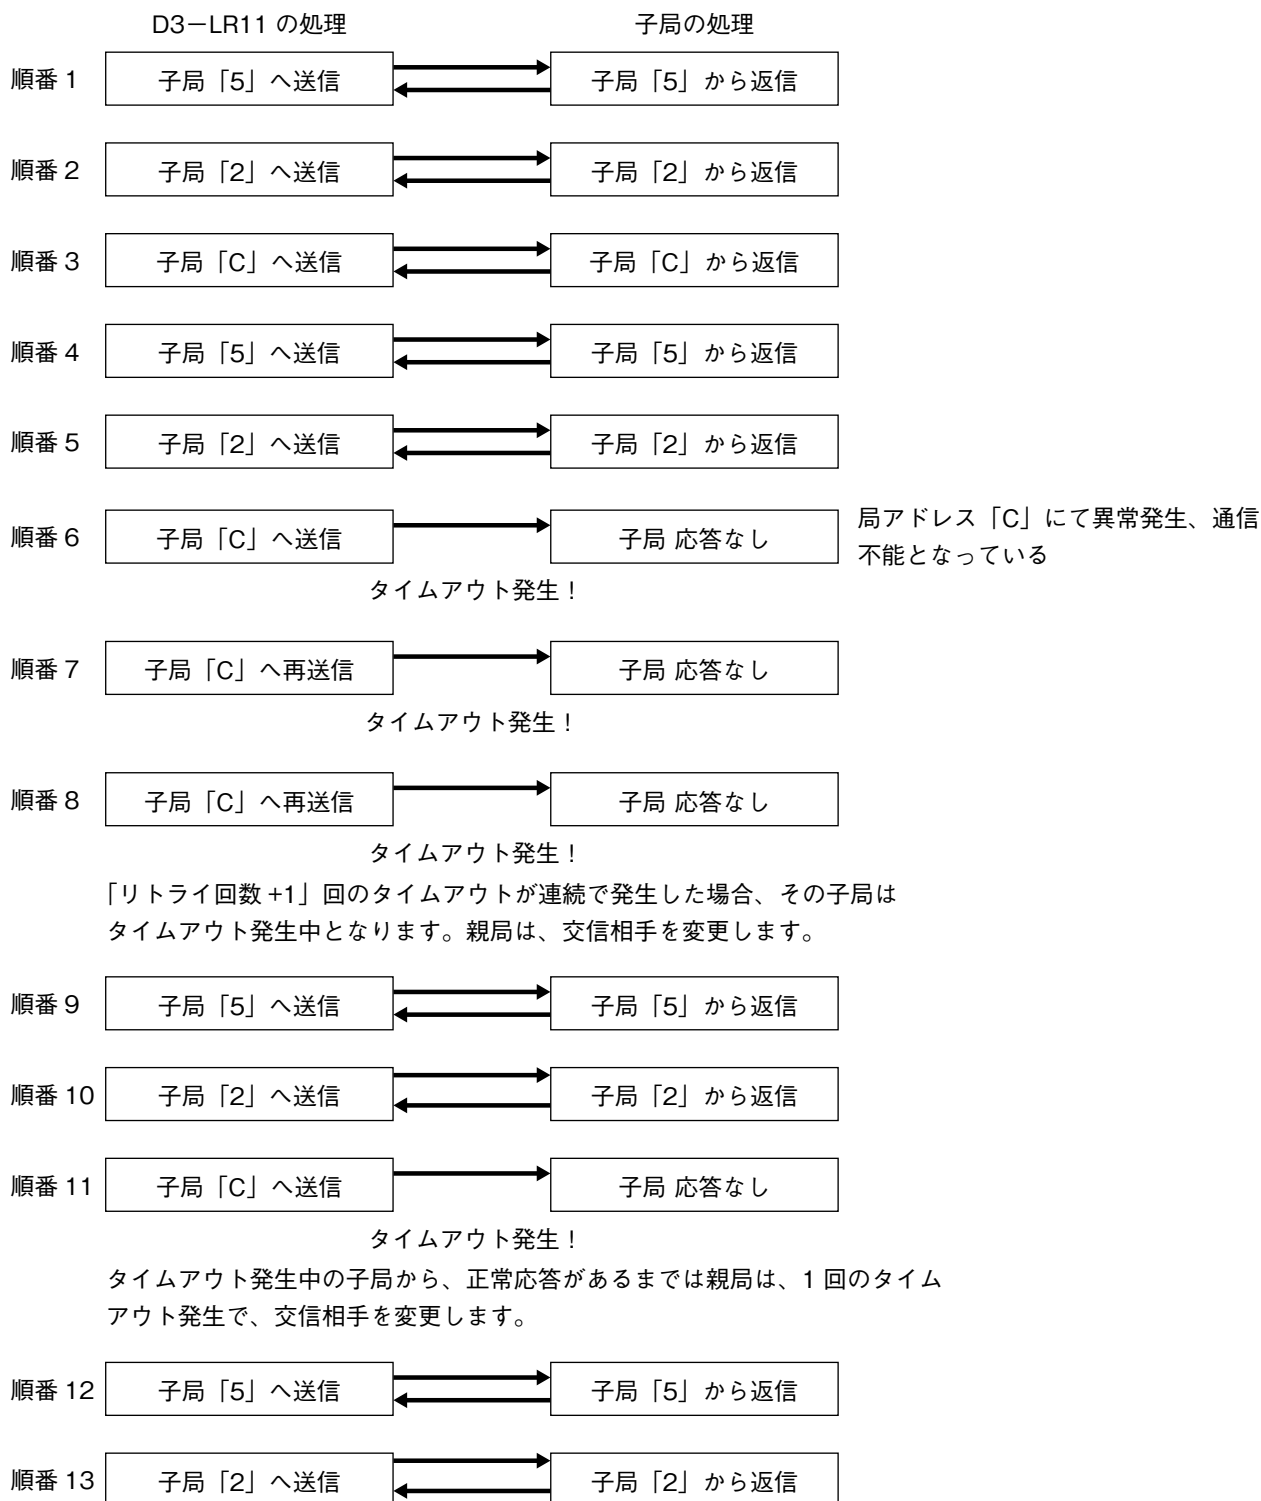 D3－LR11 の処理　子局の処理
順番 1　子局「5」へ送信　子局「5」から返信
順番 2　子局「2」へ送信　子局「2」から返信
順番 3　子局「C」へ送信　子局「C」から返信
順番 4　子局「5」へ送信　子局「5」から返信
順番 5　子局「2」へ送信　子局「2」から返信
順番 6　子局「C」へ送信　子局 応答なし　局アドレス「C」にて異常発生、通信
不能となっている
タイムアウト発生！
順番 7　子局「C」へ再送信　子局 応答なし
タイムアウト発生！
順番 8　子局「C」へ再送信　子局 応答なし
タイムアウト発生！
「リトライ回数 +1」回のタイムアウトが連続で発生した場合、その子局は
タイムアウト発生中となります。親局は、交信相手を変更します。
順番 9　子局「5」へ送信　子局「5」から返信
順番 10　子局「2」へ送信　子局「2」から返信
順番 11　子局「C」へ送信　子局 応答なし
タイムアウト発生！
タイムアウト発生中の子局から、正常応答があるまでは親局は、1 回のタイム
アウト発生で、交信相手を変更します。
順番 12　子局「5」へ送信　子局「5」から返信
順番 13　子局「2」へ送信　子局「2」から返信